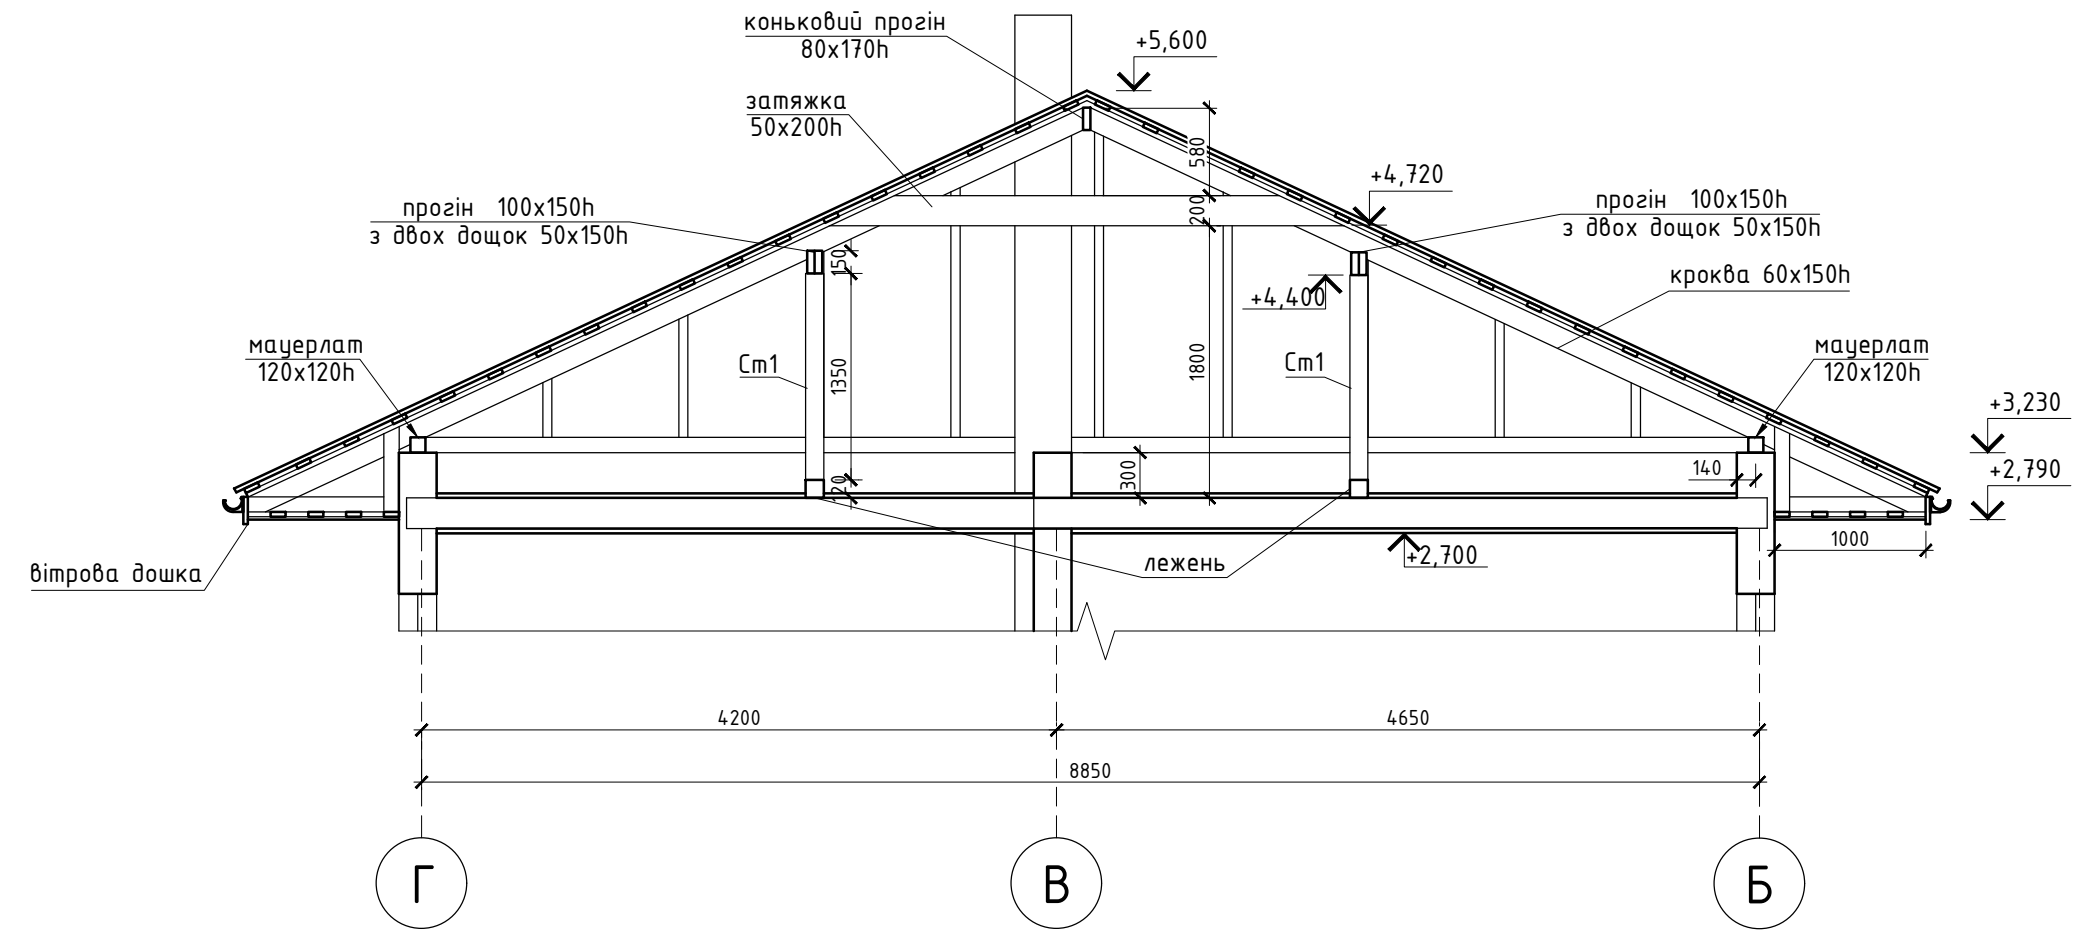 коньковий прогін
80х170h
+5,600
затяжка
50х200h
580
+4,720
прогін 100х150h
з двох дощок 50х150h
200
прогін 100х150h
з двох дощок 50х150h
150
+4,400
кроква 60х150h
мауерлат
120х120h
Ст1
1350
1800
Ст1
мауерлат
120х120h
+3,230
300
140
+2,790
120
1000
вітрова дошка
лежень
+2,700
4200
4650
8850
Г
В
Б